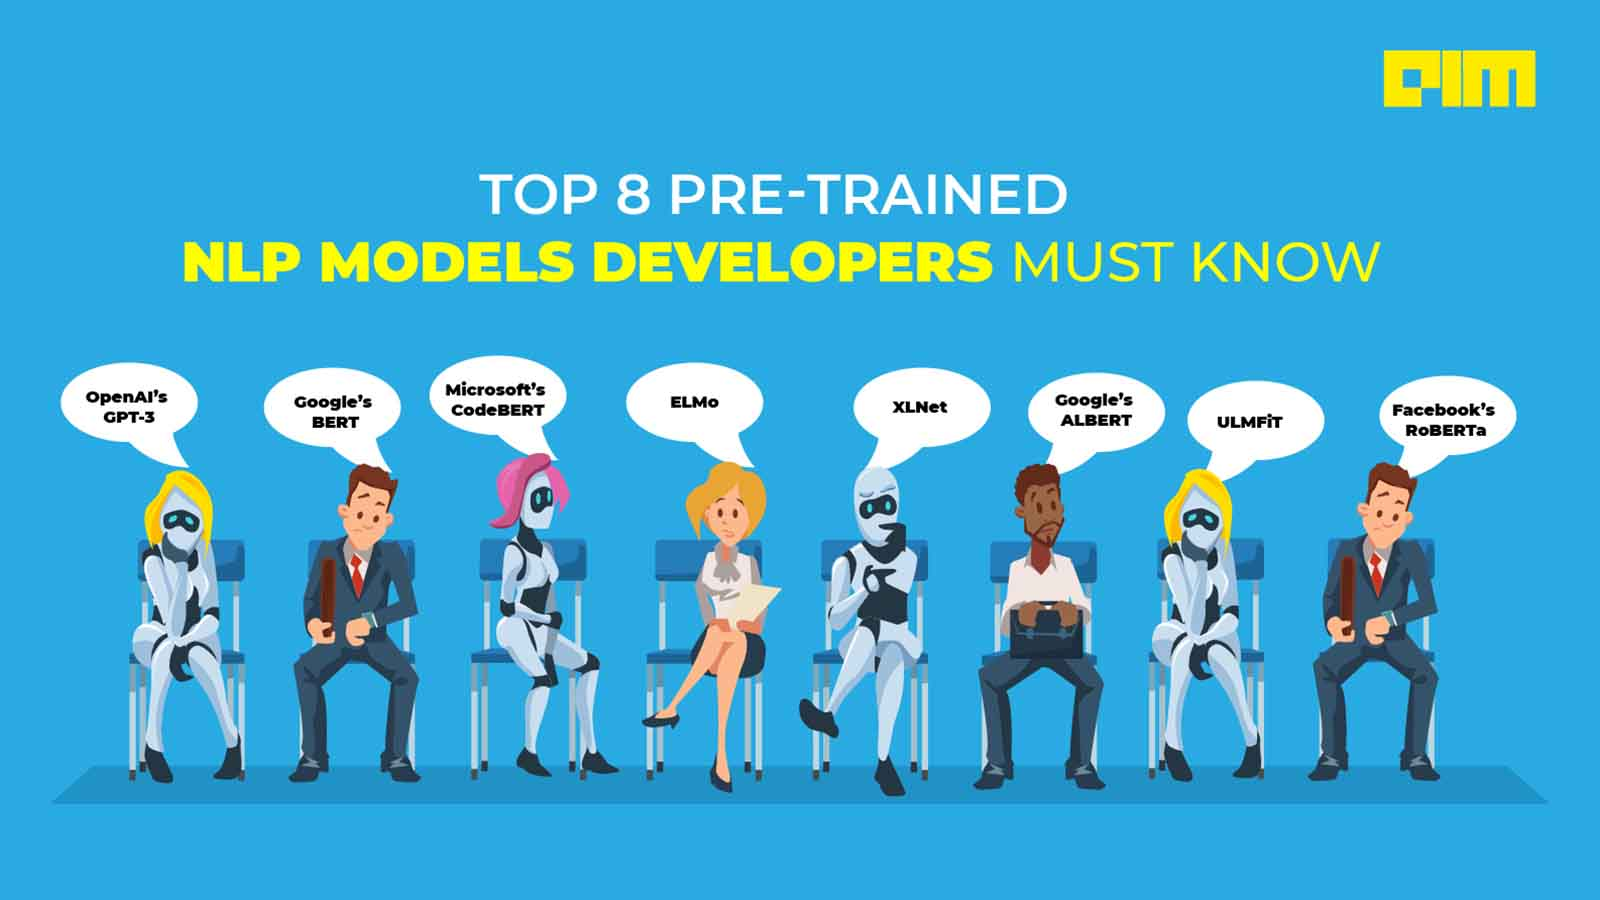 AIM
TOP 8 PRE-TRAINED
NLP MODELS DEVELOPERS MUST KNOW
OpenAI’s
GPT-3
Google’s
BERT
Microsoft’s
CodeBERT
ELMo
XLNet
Google’s
ALBERT
ULMFiT
Facebook’s
RoBERTa